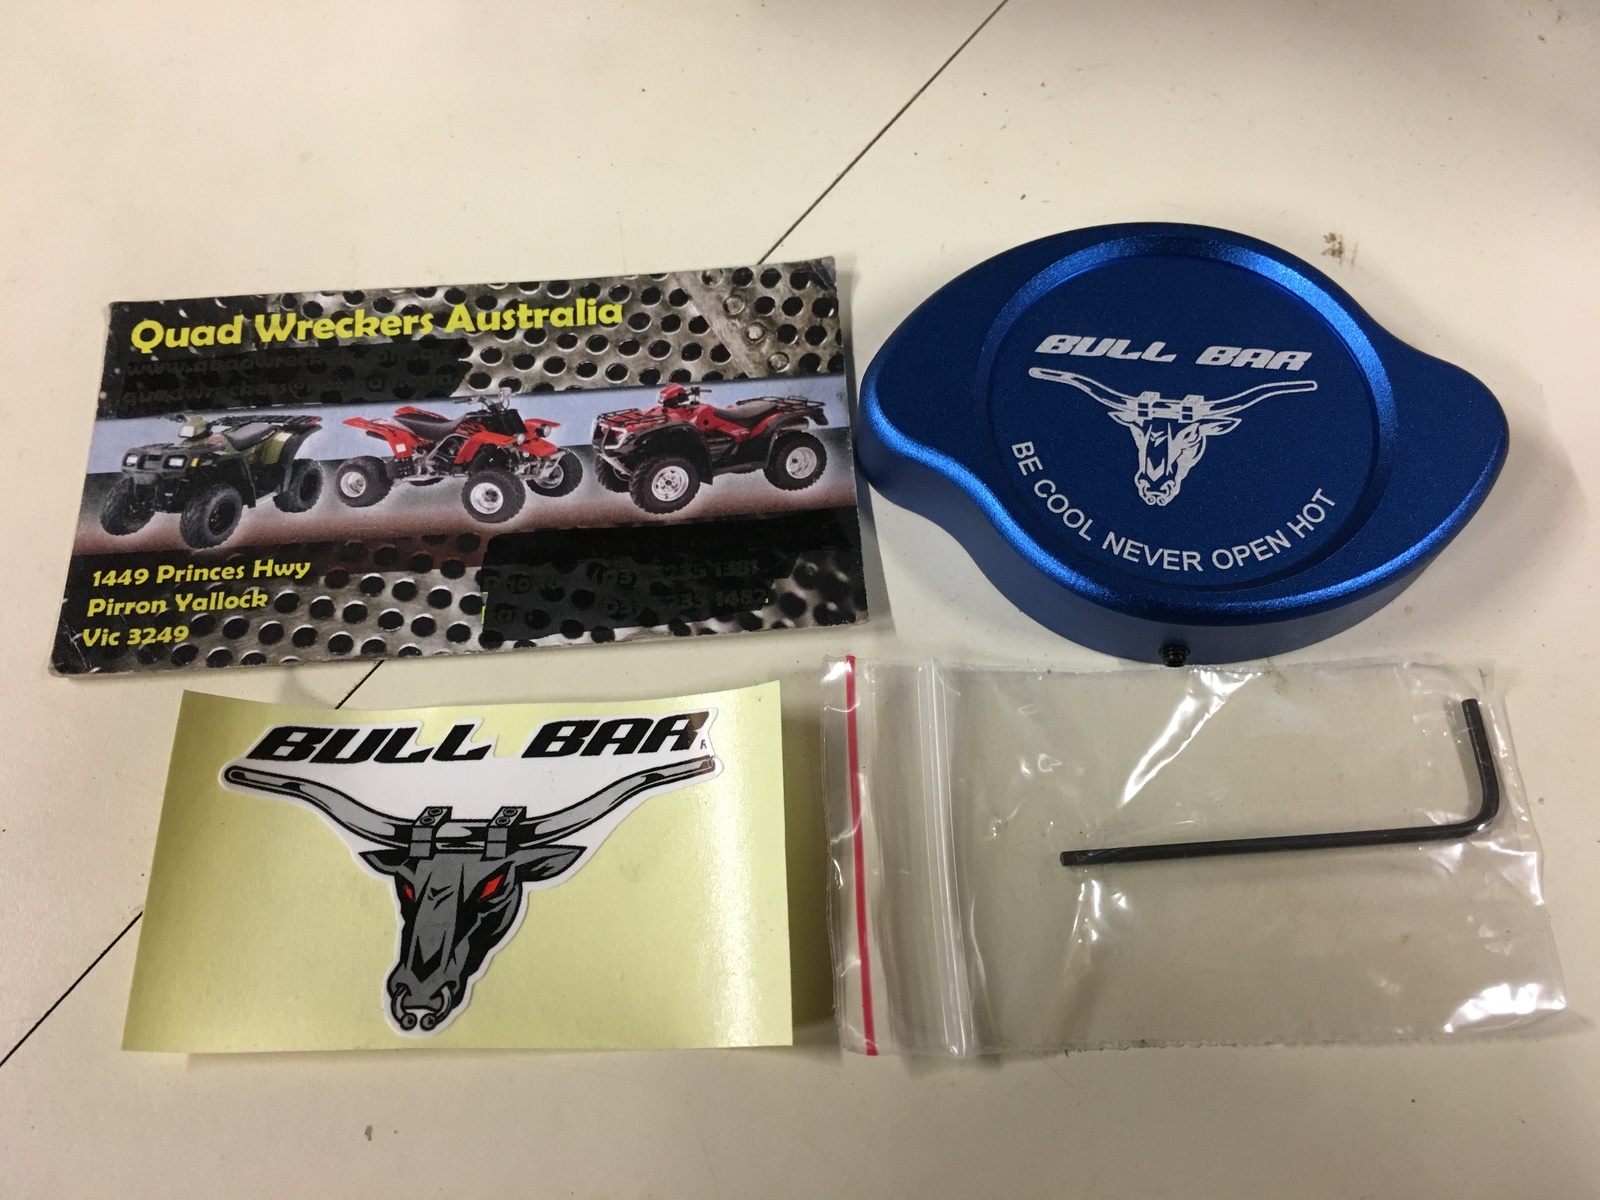 Quad Wreckers Australia
1449 Princes Hwy
Pirron Yallock
Vic 3249
BULL BAR
BE COOL NEVER OPEN HOT
BULL BAR
R